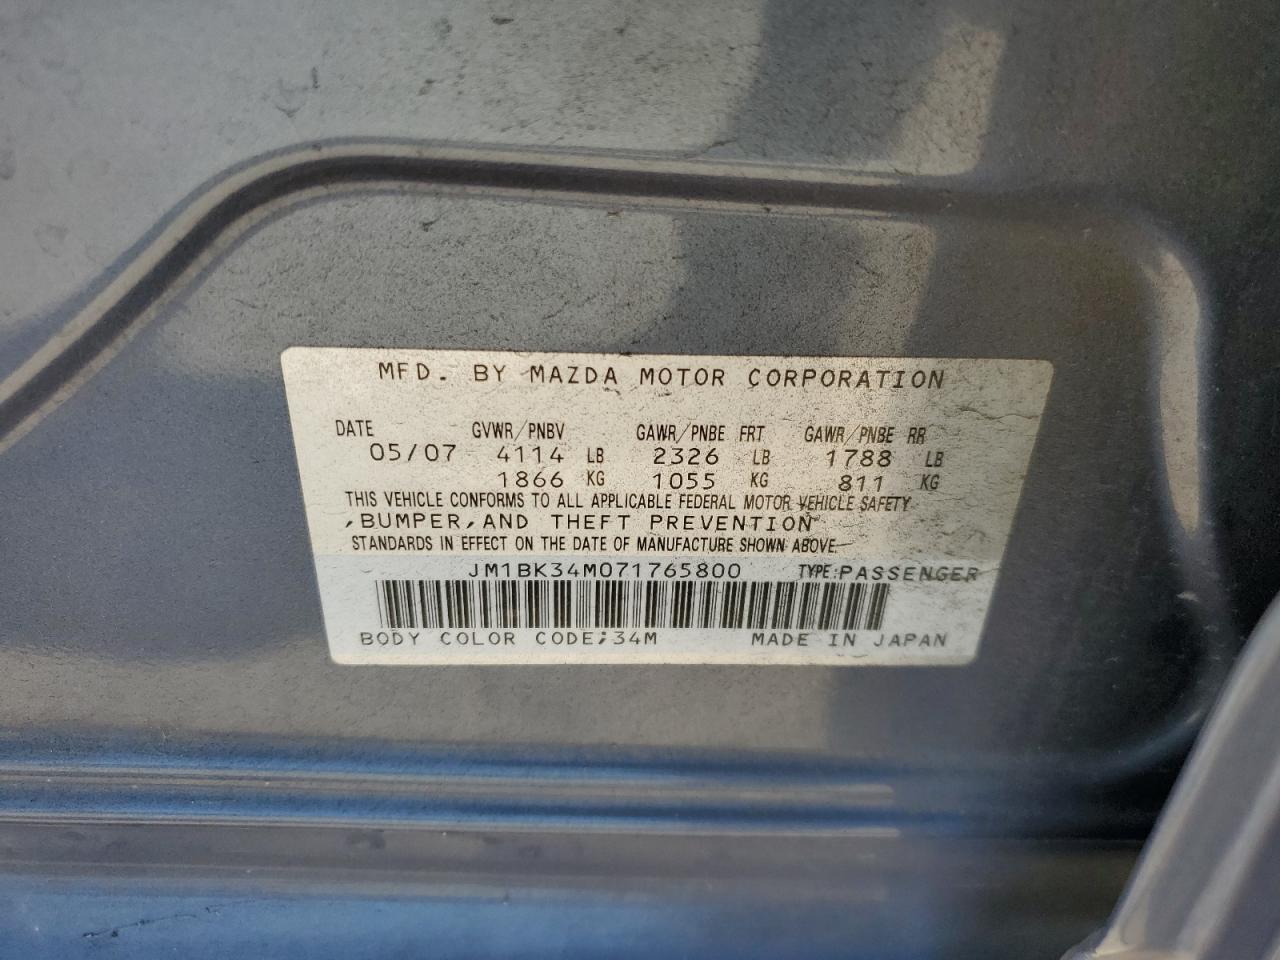 MFD. BY MAZDA MOTOR CORPORATION
DATE GVWR/PNBV GAWR/PNBE FRT GAWR/PNBE RR
05/07 4114 LB 2326 LB 1788 LB
1866 KG 1055 KG 811 KG
THIS VEHICLE CONFORMS TO ALL APPLICABLE FEDERAL MOTOR VEHICLE SAFETY
,BUMPER,AND THEFT PREVENTION
STANDARDS IN EFFECT ON THE DATE OF MANUFACTURE SHOWN ABOVE.
JM1BK34M071765800 TYPE:PASSENGER
BODY COLOR CODE;34M MADE IN JAPAN